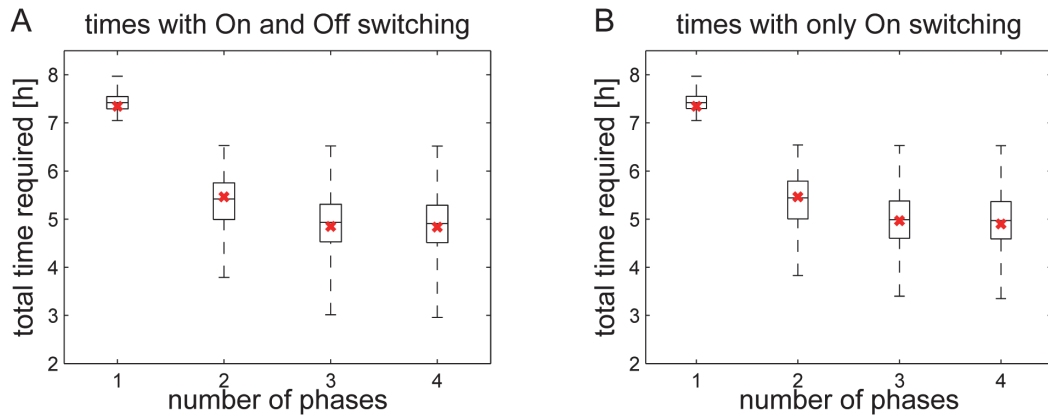 A times with On and Off switching
total time required [h]
8
7
6
5
4
3
2
1 2 3 4
number of phases
B times with only On switching
total time required [h]
8
7
6
5
4
3
2
1 2 3 4
number of phases